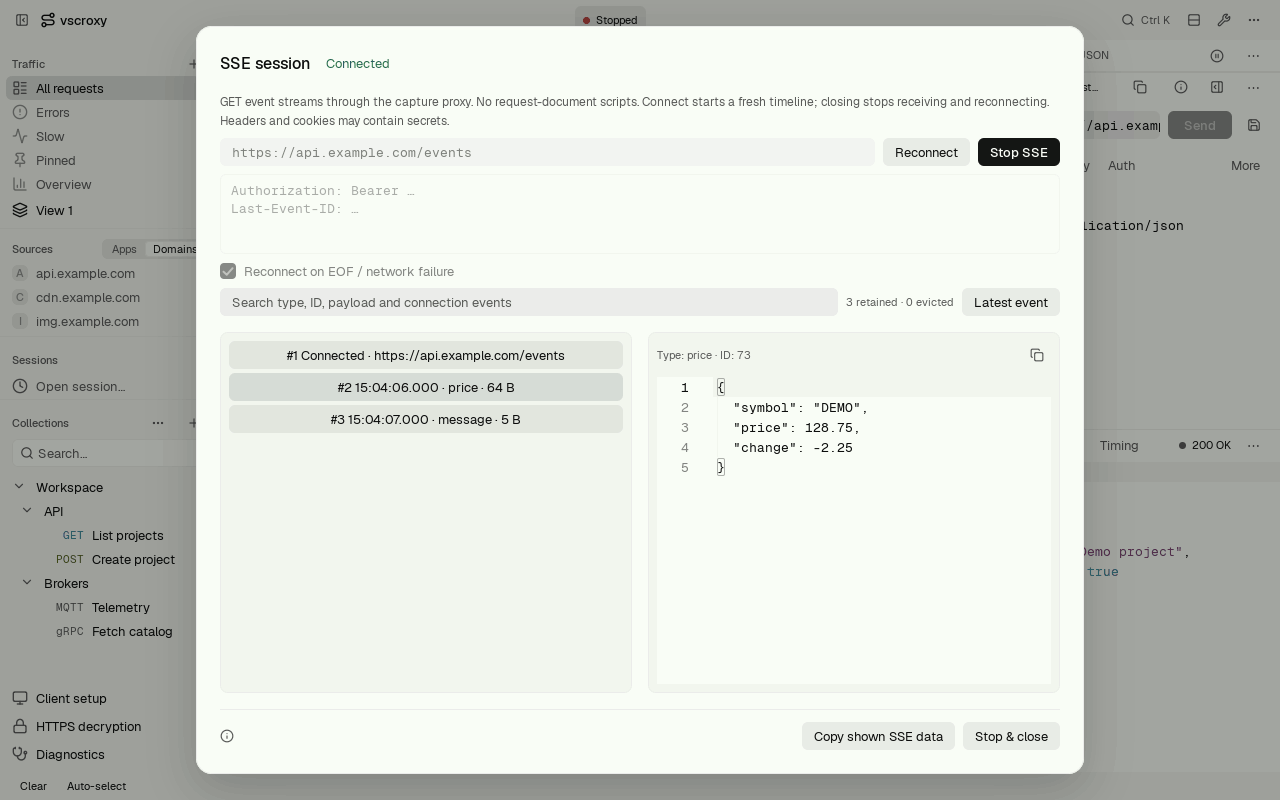 vscroxy
Stopped
Ctrl K
Traffic
All requests
Errors
Slow
Pinned
Overview
View 1
Sources
Apps
Domains
A api.example.com
C cdn.example.com
I img.example.com
Sessions
Open session…
Collections
Search…
Workspace
API
GET List projects
POST Create project
Brokers
MQTT Telemetry
gRPC Fetch catalog
Client setup
HTTPS decryption
Diagnostics
Clear
Auto-select
SSE session
Connected
GET event streams through the capture proxy. No request-document scripts. Connect starts a fresh timeline; closing stops receiving and reconnecting.
Headers and cookies may contain secrets.
https://api.example.com/events
Reconnect
Stop SSE
Authorization: Bearer …
Last-Event-ID: …
Reconnect on EOF / network failure
Search type, ID, payload and connection events
3 retained · 0 evicted
Latest event
#1 Connected · https://api.example.com/events
#2 15:04:06.000 · price · 64 B
#3 15:04:07.000 · message · 5 B
Type: price · ID: 73
1 {
2 "symbol": "DEMO",
3 "price": 128.75,
4 "change": -2.25
5 }
Copy shown SSE data
Stop & close
JSON
st…
/api.examp
Send
y
Auth
More
lication/json
Timing
200 OK
Demo project",
true